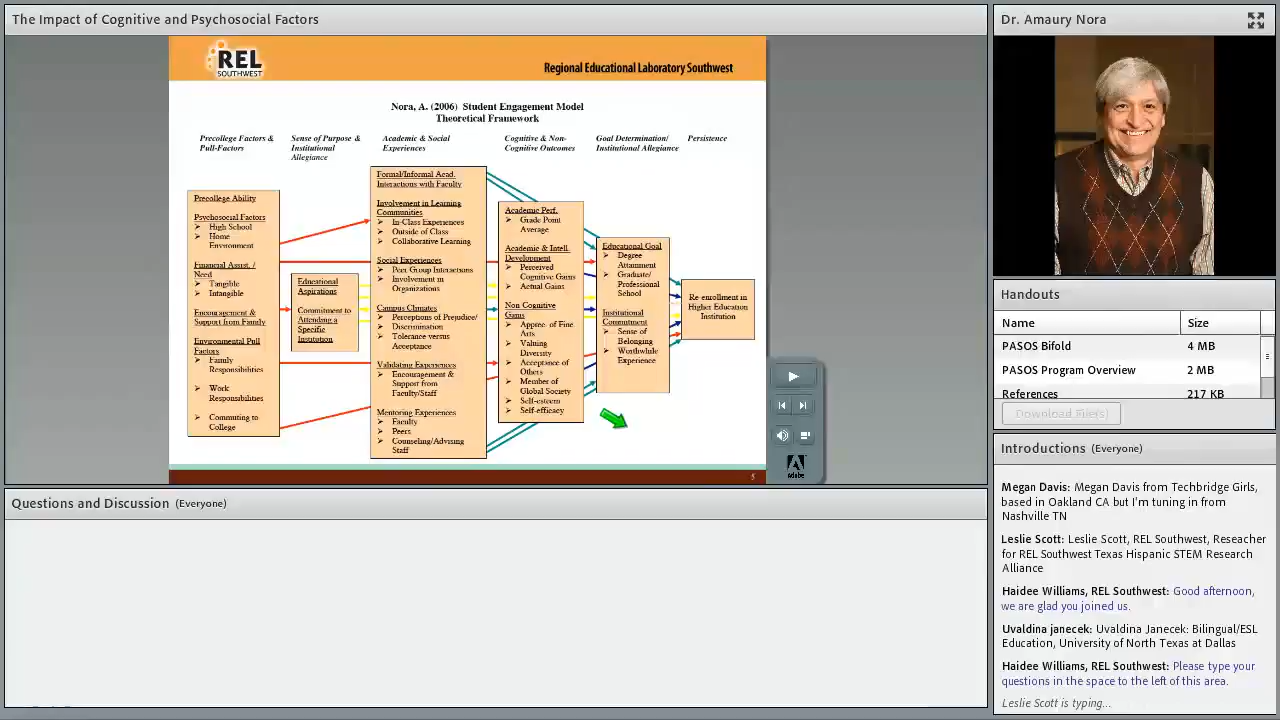 The Impact of Cognitive and Psychosocial Factors
REL
SOUTHWEST
Regional Educational Laboratory Southwest
Nora, A. (2006) Student Engagement Model
Theoretical Framework
Precollege Factors &
Pull-Factors
Sense of Purpose &
Institutional
Allegiance
Academic & Social
Experiences
Cognitive & Non-
Cognitive Outcomes
Goal Determination/
Institutional Allegiance
Persistence
Precollege Ability
Psychosocial Factors
High School
Home
Environment
Financial Assist. /
Need
Tangible
Intangible
Encouragement &
Support from Family
Environmental Pull
Factors
Family
Responsibilities
Work
Responsibilities
Commuting to
College
Educational
Aspirations
Commitment to
Attending a
Specific
Institution
Formal/Informal Acad.
Interactions with Faculty
Involvement in Learning
Communities
In-Class Experiences
Outside of Class
Collaborative Learning
Social Experiences
Peer Group Interactions
Involvement in
Organizations
Campus Climates
Perceptions of Prejudice/
Discrimination
Tolerance versus
Acceptance
Validating Experiences
Encouragement &
Support from
Faculty/Staff
Mentoring Experiences
Faculty
Peers
Counseling/Advising
Staff
Academic Perf.
Grade Point
Average
Academic & Intell.
Development
Perceived
Cognitive Gains
Actual Gains
Non Cognitive
Gains
Apprec. of Fine
Arts
Valuing
Diversity
Acceptance of
Others
Member of
Global Society
Self-esteem
Self-efficacy
Educational Goal
Degree
Attainment
Graduate/
Professional
School
Institutional
Commitment
Sense of
Belonging
Worthwhile
Experience
Re-enrollment in
Higher Education
Institution
5
Adobe
Questions and Discussion (Everyone)
Dr. Amaury Nora
Handouts
Name Size
PASOS Bifold 4 MB
PASOS Program Overview 2 MB
References 217 KB
Download File(s)
Introductions (Everyone)
Megan Davis: Megan Davis from Techbridge Girls,
based in Oakland CA but I'm tuning in from
Nashville TN
Leslie Scott: Leslie Scott, REL Southwest, Reseacher
for REL Southwest Texas Hispanic STEM Research
Alliance
Haidee Williams, REL Southwest: Good afternoon,
we are glad you joined us.
Uvaldina janecek: Uvaldina Janecek: Bilingual/ESL
Education, University of North Texas at Dallas
Haidee Williams, REL Southwest: Please type your
questions in the space to the left of this area.
Leslie Scott is typing...